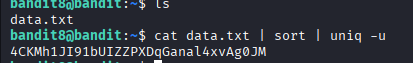 bandit8@bandit:~$ ls
data.txt
bandit8@bandit:~$ cat data.txt | sort | uniq -u
4CKMh1JI91bUIZZPXDqGanal4xvAg0JM